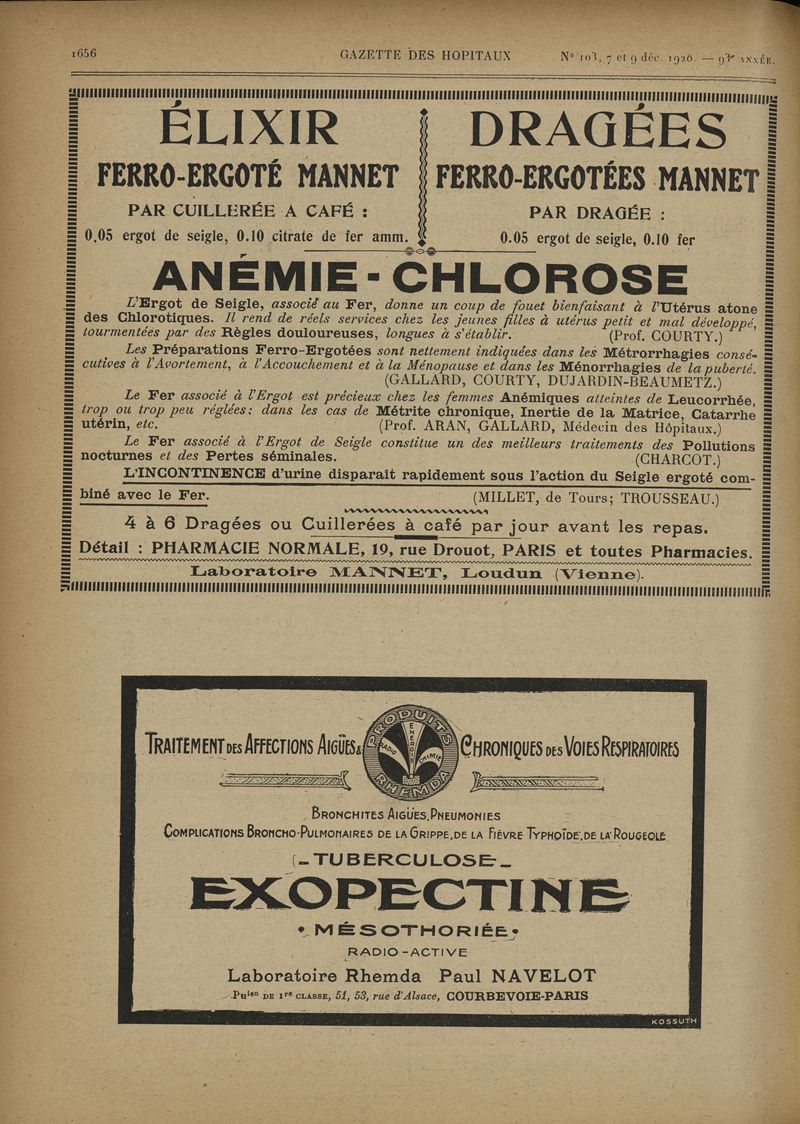 1656
GAZETTE DES HOPITAUX
N° 103, 7 et 9 déc. 1920. — 93e ANNÉE.
ÉLIXIR
FERRO-ERGOTÉ MANNET
PAR CUILLERÉE A CAFÉ :
0.05 ergot de seigle, 0.10 citrate de fer amm.
DRAGÉES
FERRO-ERGOTÉES MANNET
PAR DRAGÉE :
0.05 ergot de seigle, 0.10 fer
ANÉMIE - CHLOROSE
L'Ergot de Seigle, associé au Fer, donne un coup de fouet bienfaisant à l'Utérus atone
des Chlorotiques. Il rend de réels services chez les jeunes filles à utérus petit et mal développé,
tourmentées par des Règles douloureuses, longues à s'établir. (Prof. COURTY.)
Les Préparations Ferro-Ergotées sont nettement indiquées dans les Métrorrhagies consé-
cutives à l'Avortement, à l'Accouchement et à la Ménopause et dans les Ménorrhagies de la puberté.
(GALLARD, COURTY, DUJARDIN-BEAUMETZ.)
Le Fer associé à l'Ergot est précieux chez les femmes Anémiques atteintes de Leucorrhée,
trop ou trop peu réglées: dans les cas de Métrite chronique, Inertie de la Matrice, Catarrhe
utérin, etc. (Prof. ARAN, GALLARD, Médecin des Hôpitaux.)
Le Fer associé à l'Ergot de Seigle constitue un des meilleurs traitements des Pollutions
nocturnes et des Pertes séminales. (CHARCOT.)
L'INCONTINENCE d'urine disparaît rapidement sous l'action du Seigle ergoté com-
biné avec le Fer. (MILLET, de Tours; TROUSSEAU.)
4 à 6 Dragées ou Cuillerées à café par jour avant les repas.
Détail : PHARMACIE NORMALE, 19, rue Drouot, PARIS et toutes Pharmacies.
Laboratoire MANNET, Loudun (Vienne).
TRAITEMENT DES AFFECTIONS AIGÜES &
PRODUITS
RADIO
ENERGIE
CHIMIE
RHEMDA
CHRONIQUES DES VOIES RESPIRATOIRES
BRONCHITES AIGÜES, PNEUMONIES
COMPLICATIONS BRONCHO-PULMONAIRES DE LA GRIPPE, DE LA FIÈVRE TYPHOÏDE, DE LA ROUGEOLE
TUBERCULOSE
EXOPECTINE
MÉSOTHORIÉE
RADIO-ACTIVE
Laboratoire Rhemda Paul NAVELOT
Phien DE 1re CLASSE, 51, 53, rue d'Alsace, COURBEVOIE-PARIS
KOSSUTH